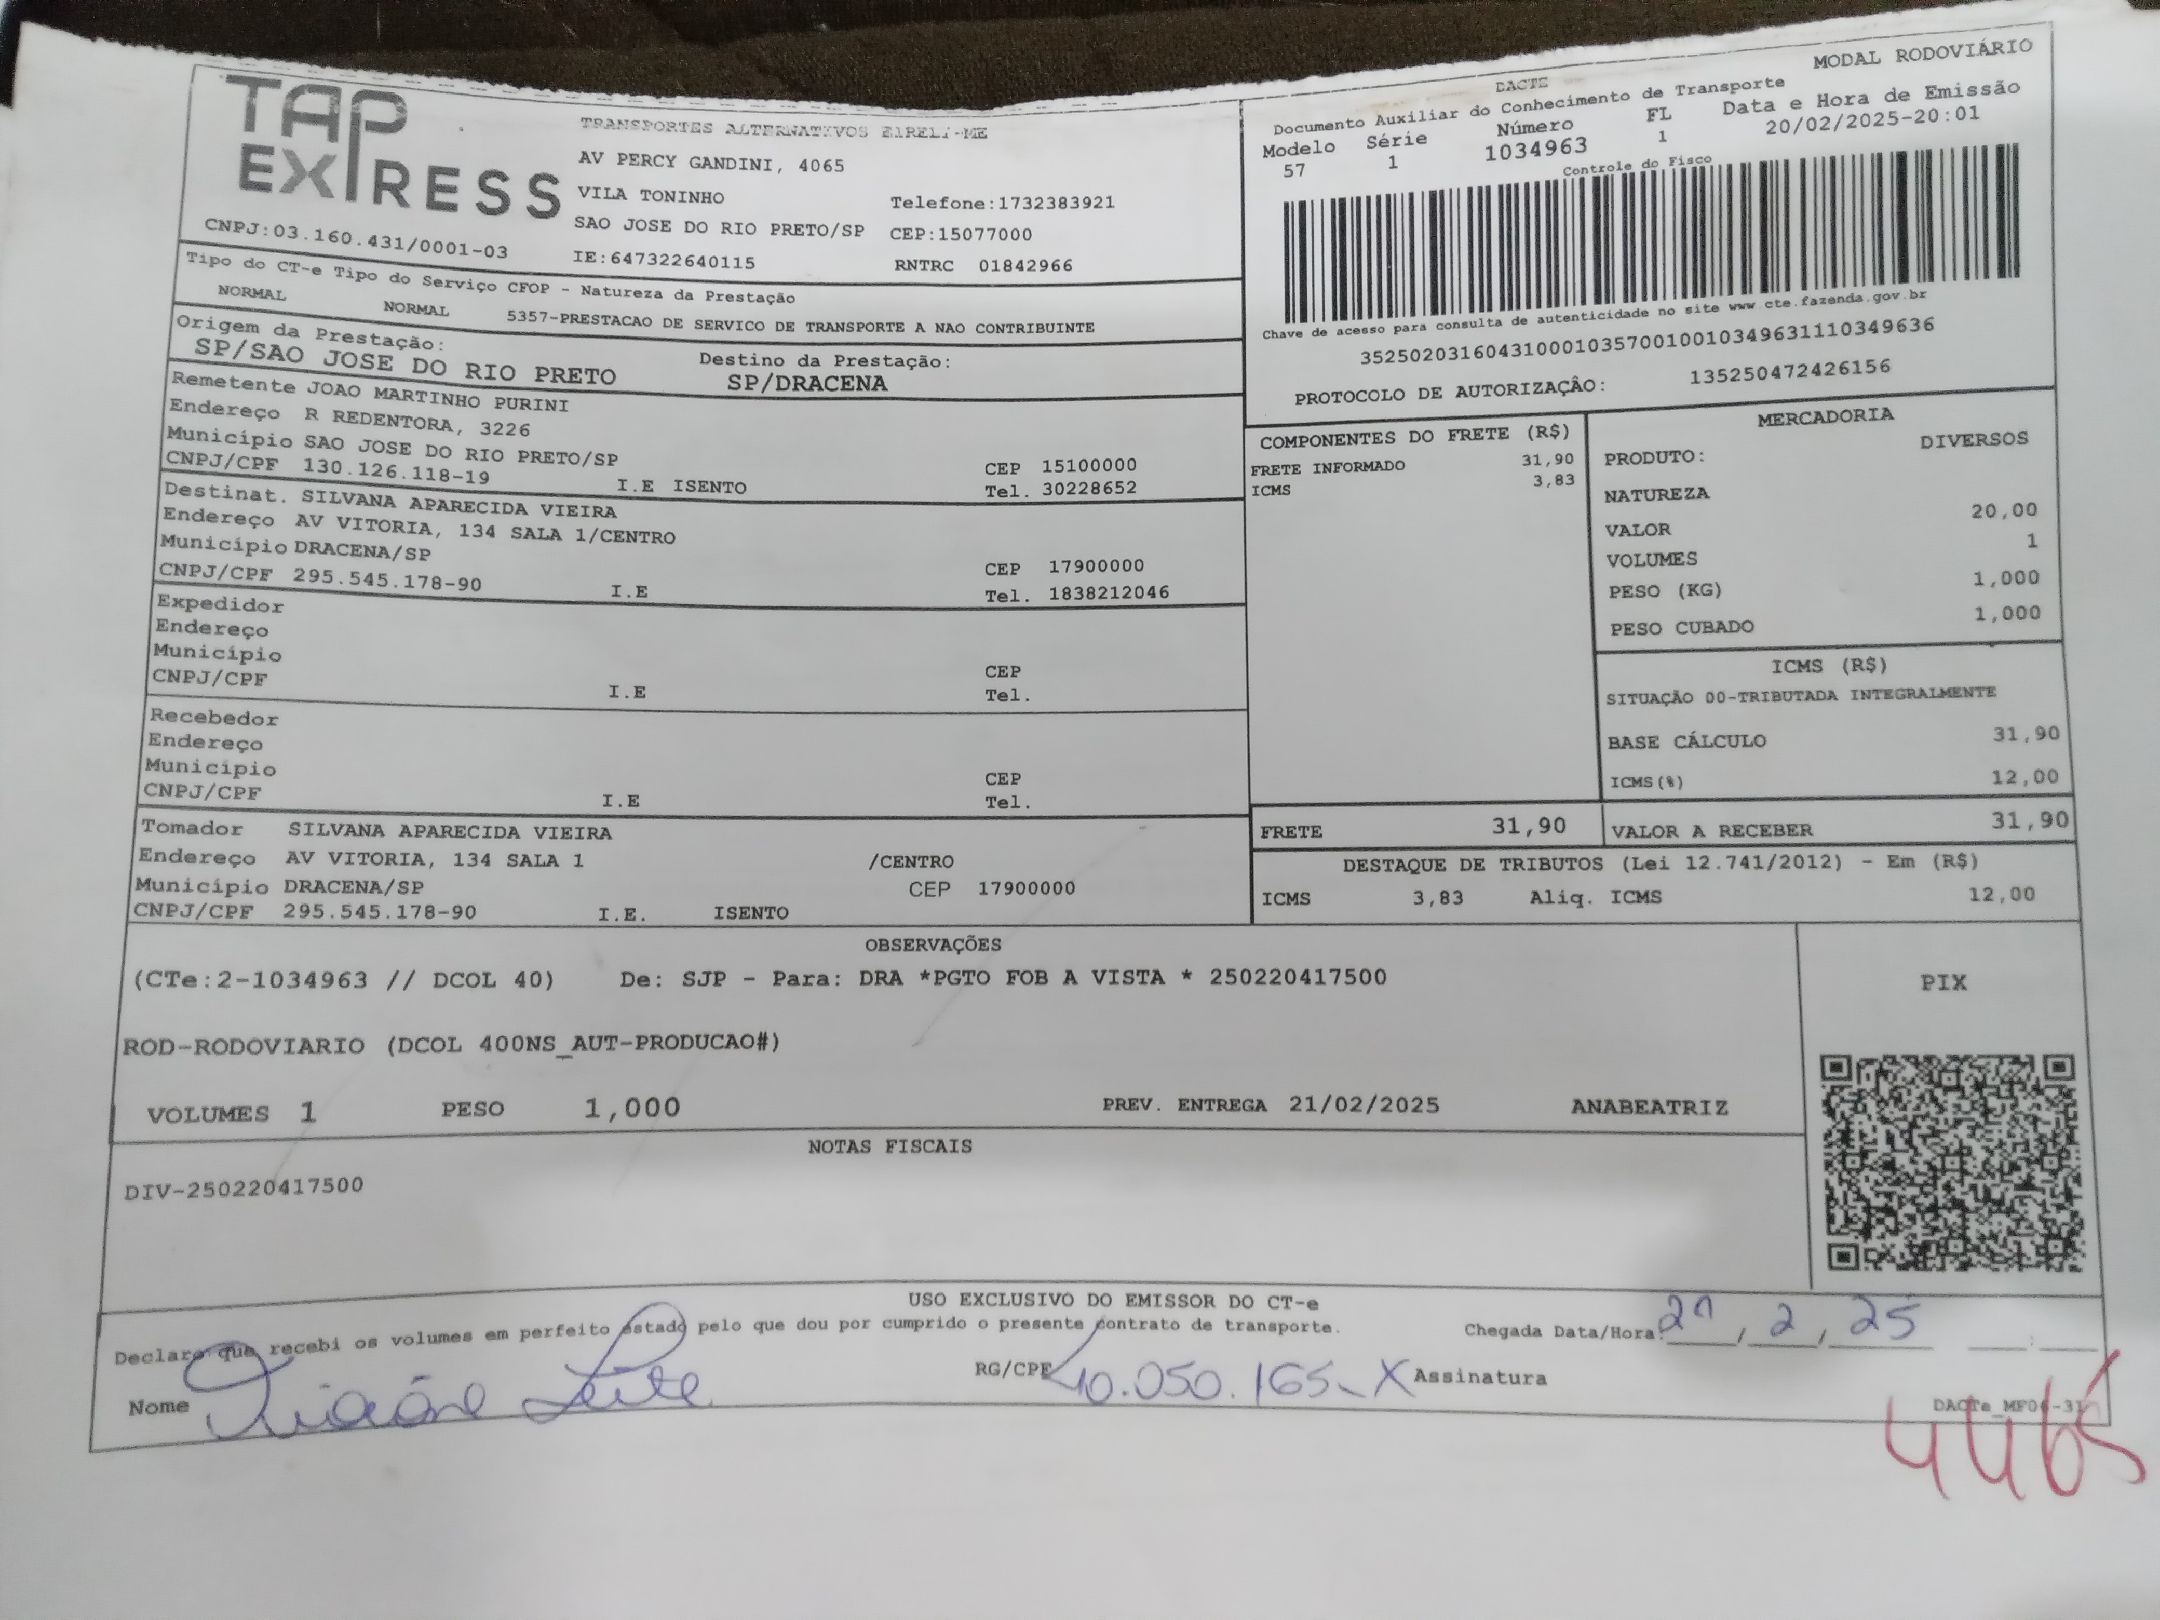 TAP EXPRESS
CNPJ:03.160.431/0001-03
TRANSPORTES ALTERNATIVOS EIRELI-ME
AV PERCY GANDINI, 4065
VILA TONINHO Telefone:1732383921
SAO JOSE DO RIO PRETO/SP CEP:15077000
IE:647322640115 RNTRC 01842966
MODAL RODOVIÁRIO
DACTE
Documento Auxiliar do Conhecimento de Transporte
Modelo Série Número FL Data e Hora de Emissão
57 1 1034963 1 20/02/2025-20:01
Controle do Fisco
Chave de acesso para consulta de autenticidade no site www.cte.fazenda.gov.br
35250203160431000103570010010349631110349636
PROTOCOLO DE AUTORIZAÇÂO: 135250472426156
Tipo do CT-e Tipo do Serviço CFOP - Natureza da Prestação
NORMAL NORMAL 5357-PRESTACAO DE SERVICO DE TRANSPORTE A NAO CONTRIBUINTE
Origem da Prestação: Destino da Prestação:
SP/SAO JOSE DO RIO PRETO SP/DRACENA
Remetente JOAO MARTINHO PURINI
Endereço R REDENTORA, 3226
Município SAO JOSE DO RIO PRETO/SP CEP 15100000
CNPJ/CPF 130.126.118-19 I.E ISENTO Tel. 30228652
Destinat. SILVANA APARECIDA VIEIRA
Endereço AV VITORIA, 134 SALA 1/CENTRO
Município DRACENA/SP CEP 17900000
CNPJ/CPF 295.545.178-90 I.E Tel. 1838212046
Expedidor
Endereço
Município CEP
CNPJ/CPF I.E Tel.
Recebedor
Endereço
Município CEP
CNPJ/CPF I.E Tel.
Tomador SILVANA APARECIDA VIEIRA
Endereço AV VITORIA, 134 SALA 1 /CENTRO
Município DRACENA/SP CEP 17900000
CNPJ/CPF 295.545.178-90 I.E. ISENTO
COMPONENTES DO FRETE (R$)
FRETE INFORMADO 31,90
ICMS 3,83
MERCADORIA
PRODUTO: DIVERSOS
NATUREZA
VALOR 20,00
VOLUMES 1
PESO (KG) 1,000
PESO CUBADO 1,000
ICMS (R$)
SITUAÇÃO 00-TRIBUTADA INTEGRALMENTE
BASE CÁLCULO 31,90
ICMS(%) 12,00
FRETE 31,90 VALOR A RECEBER 31,90
DESTAQUE DE TRIBUTOS (Lei 12.741/2012) - Em (R$)
ICMS 3,83 Aliq. ICMS 12,00
OBSERVAÇÕES
(CTe:2-1034963 // DCOL 40) De: SJP - Para: DRA *PGTO FOB A VISTA * 250220417500
ROD-RODOVIARIO (DCOL 400NS_AUT-PRODUCAO#)
VOLUMES 1 PESO 1,000 PREV. ENTREGA 21/02/2025 ANABEATRIZ
PIX
NOTAS FISCAIS
DIV-250220417500
USO EXCLUSIVO DO EMISSOR DO CT-e
Declaro que recebi os volumes em perfeito estado pelo que dou por cumprido o presente contrato de transporte. Chegada Data/Hora: 2 25
Nome Leite RG/CPF 40.050.165-X Assinatura
4465